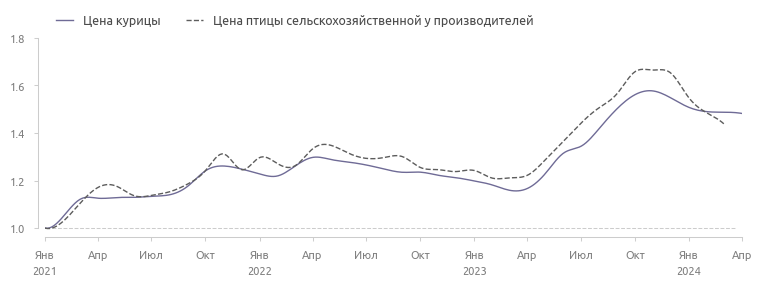 Цена курицы
Цена птицы сельскохозяйственной у производителей
1.8
1.6
1.4
1.2
1.0
Янв Апр Июл Окт Янв Апр Июл Окт Янв Апр Июл Окт Янв Апр
2021 2022 2023 2024